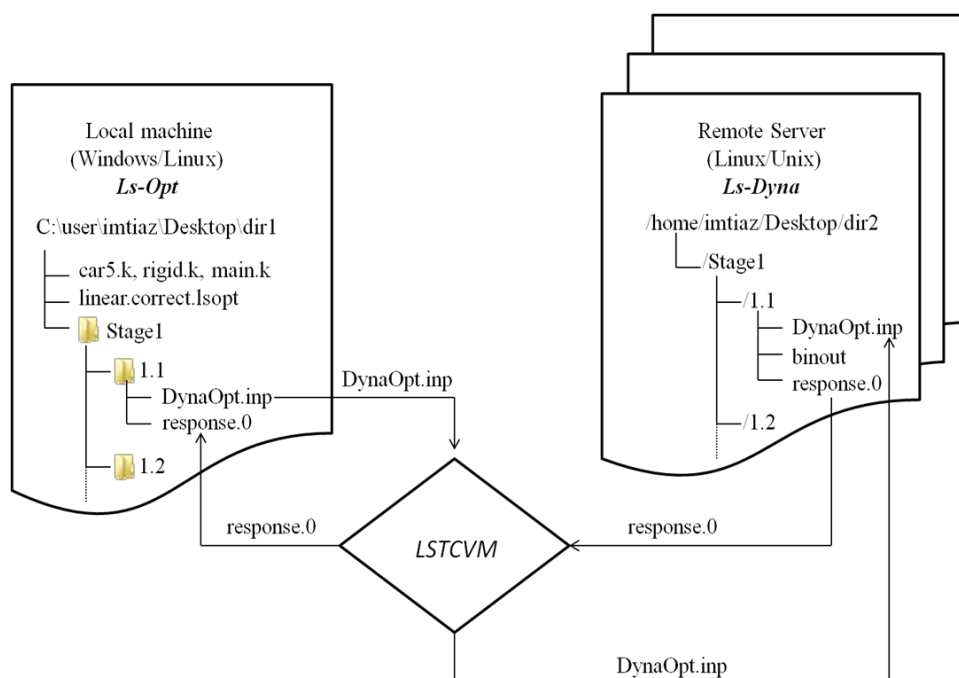 Local machine
(Windows/Linux)
Ls-Opt
C:\user\imtiaz\Desktop\dir1
car5.k, rigid.k, main.k
linear.correct.lsopt
Stage1
1.1
DynaOpt.inp
response.0
1.2
DynaOpt.inp
Remote Server
(Linux/Unix)
Ls-Dyna
/home/imtiaz/Desktop/dir2
/Stage1
/1.1
DynaOpt.inp
binout
response.0
/1.2
response.0
LSTCVM
response.0
DynaOpt.inp